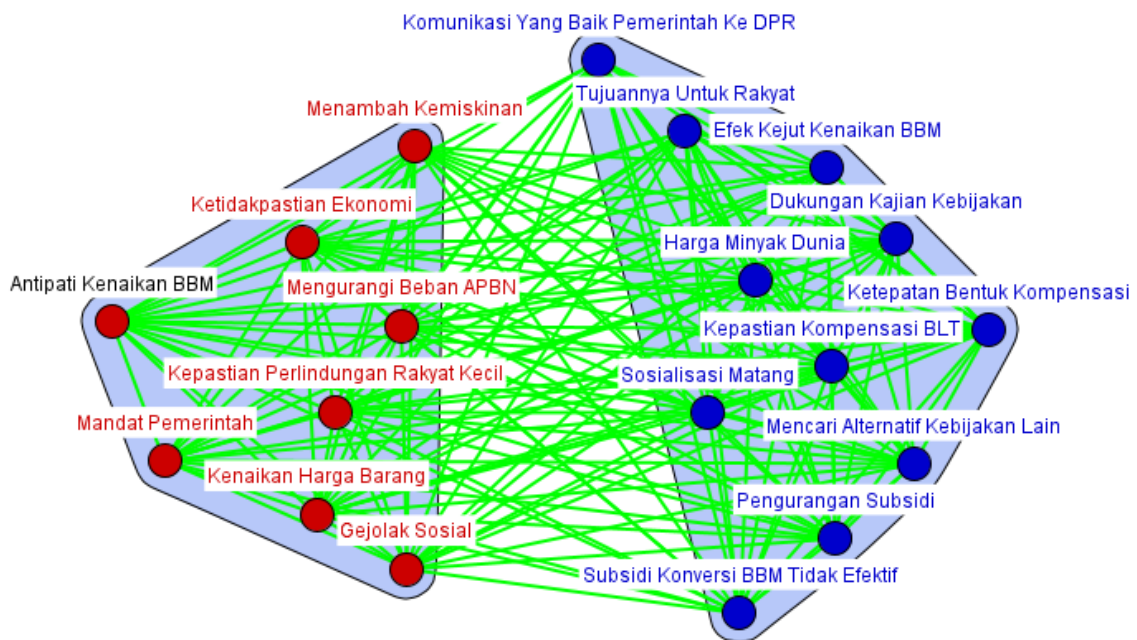 Komunikasi Yang Baik Pemerintah Ke DPR
Tujuannya Untuk Rakyat
Menambah Kemiskinan
Efek Kejut Kenaikan BBM
Ketidakpastian Ekonomi
Dukungan Kajian Kebijakan
Harga Minyak Dunia
Antipati Kenaikan BBM
Mengurangi Beban APBN
Ketepatan Bentuk Kompensasi
Kepastian Kompensasi BLT
Kepastian Perlindungan Rakyat Kecil
Sosialisasi Matang
Mandat Pemerintah
Mencari Alternatif Kebijakan Lain
Kenaikan Harga Barang
Pengurangan Subsidi
Gejolak Sosial
Subsidi Konversi BBM Tidak Efektif